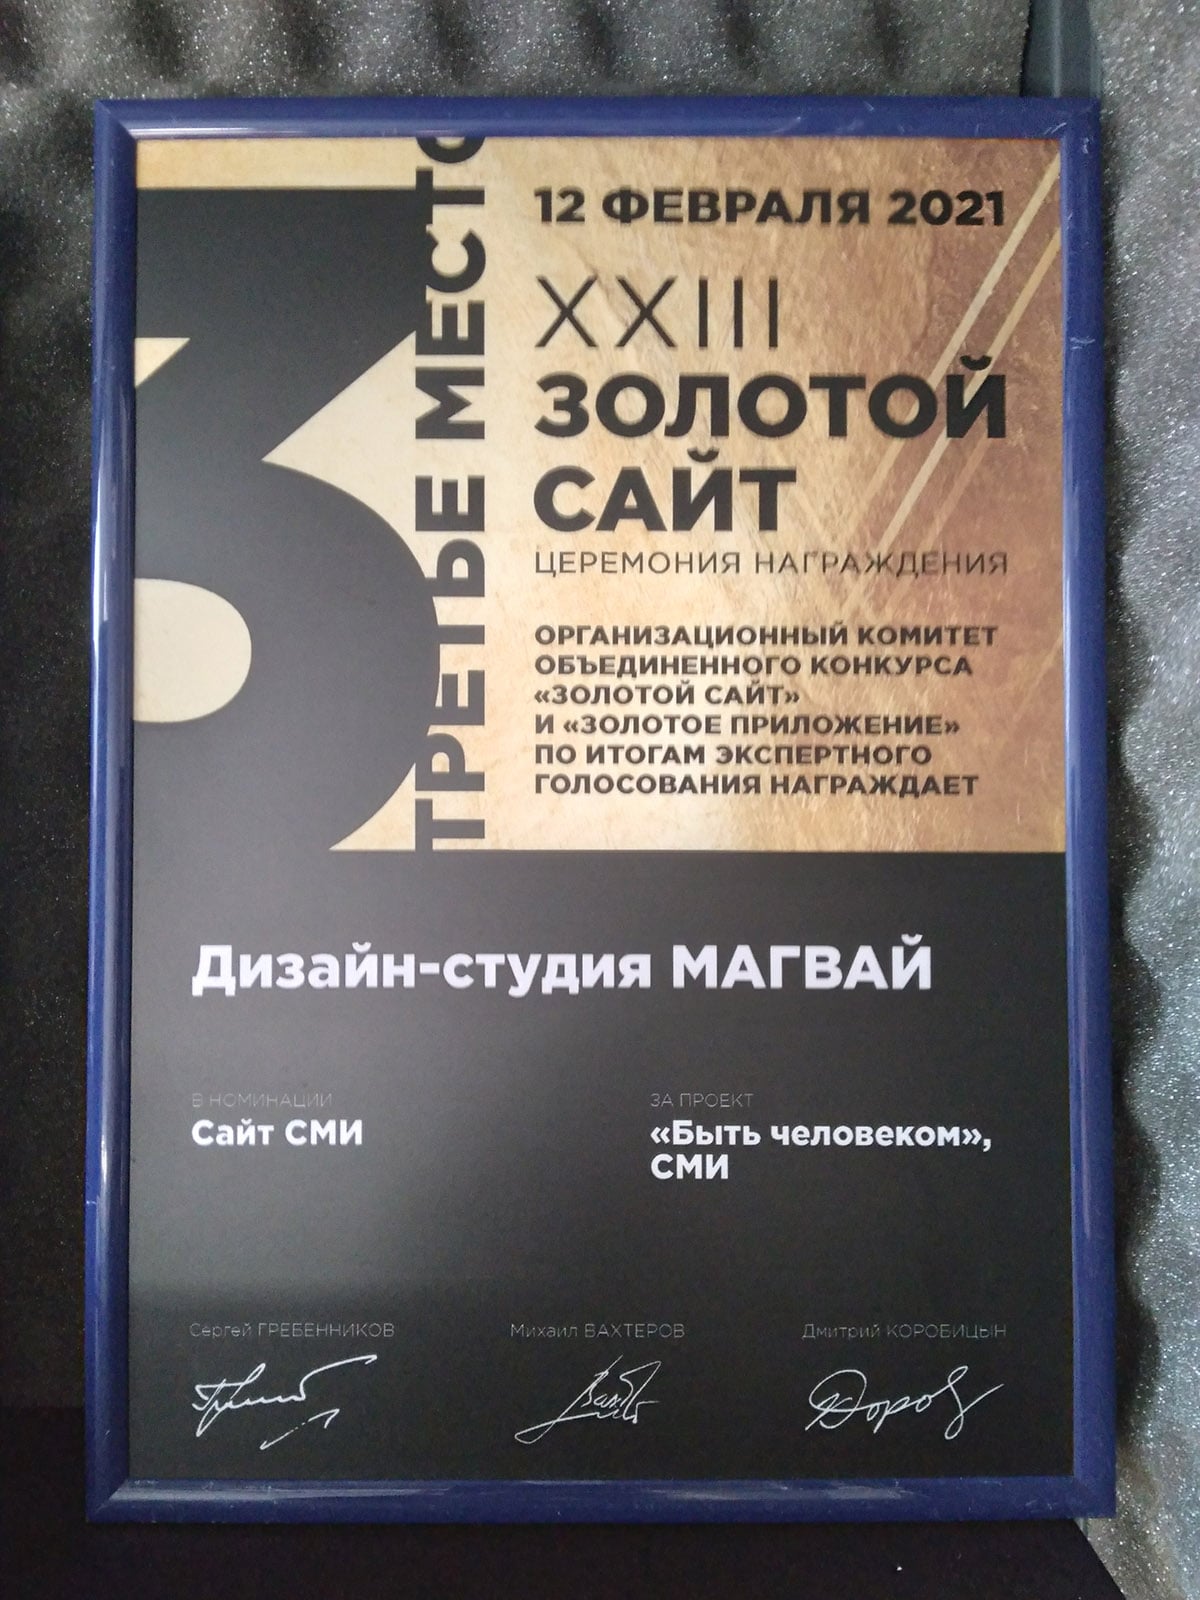 ТРЕТЬЕ МЕСТО
3
12 ФЕВРАЛЯ 2021
XXIII
ЗОЛОТОЙ
САЙТ
ЦЕРЕМОНИЯ НАГРАЖДЕНИЯ
ОРГАНИЗАЦИОННЫЙ КОМИТЕТ
ОБЪЕДИНЕННОГО КОНКУРСА
«ЗОЛОТОЙ САЙТ»
И «ЗОЛОТОЕ ПРИЛОЖЕНИЕ»
ПО ИТОГАМ ЭКСПЕРТНОГО
ГОЛОСОВАНИЯ НАГРАЖДАЕТ
Дизайн-студия МАГВАЙ
В НОМИНАЦИИ
Сайт СМИ
ЗА ПРОЕКТ
«Быть человеком»,
СМИ
Сергей ГРЕБЕННИКОВ
Михаил ВАХТЕРОВ
Дмитрий КОРОБИЦЫН